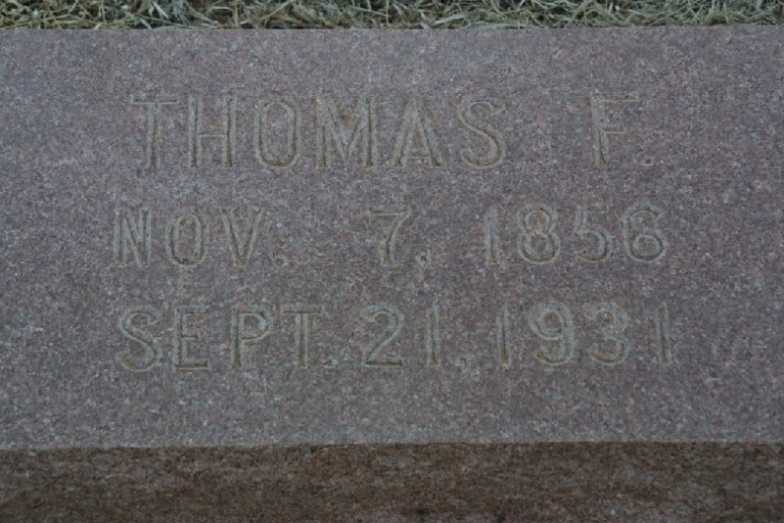 THOMAS F.
NOV. 7, 1856
SEPT. 21, 1931